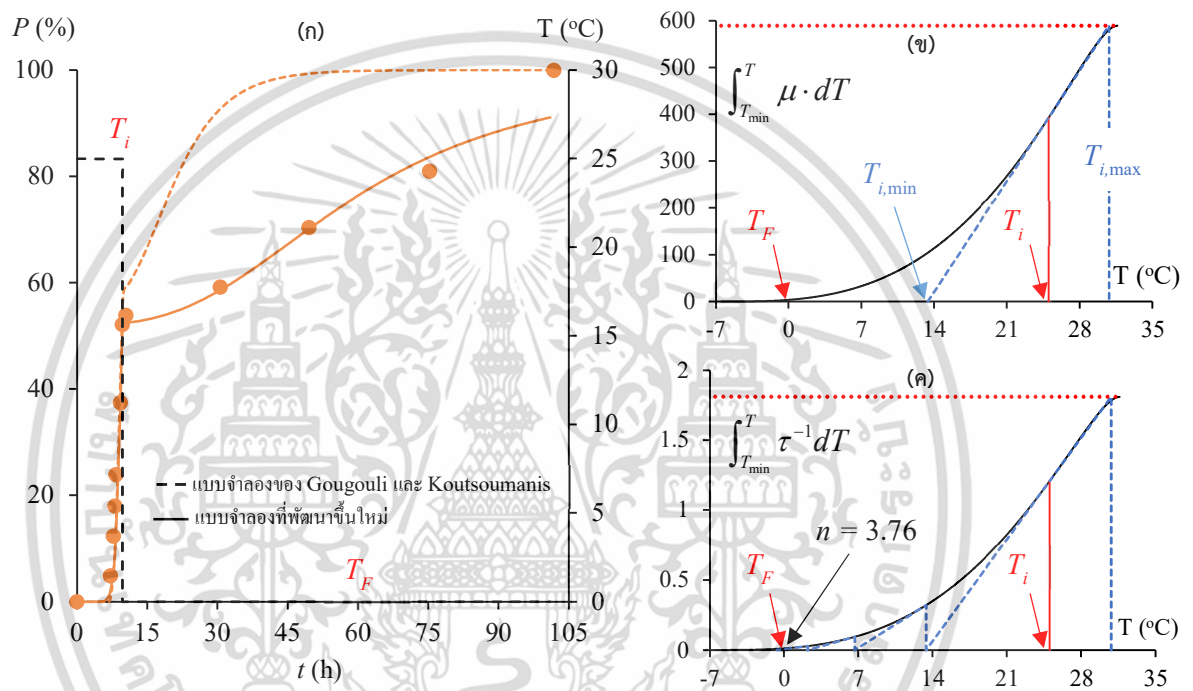 P (%)
(ก)
T (°C)
100
80
60
40
20
0
30
25
20
15
10
5
0
T_i
แบบจำลองของ Gougouli และ Koutsoumanis
แบบจำลองที่พัฒนาขึ้นใหม่
T_F
0 15 30 45 60 75 90 105
t (h)
(ข)
600
500
400
300
200
100
0
∫_{T_min}^{T} μ · dT
T_{i,min}
T_{i,max}
T_F
T_i
T (°C)
-7 0 7 14 21 28 35
(ค)
2
1.5
1
0.5
0
∫_{T_min}^{T} τ^{-1} dT
n = 3.76
T_F
T_i
T (°C)
-7 0 7 14 21 28 35